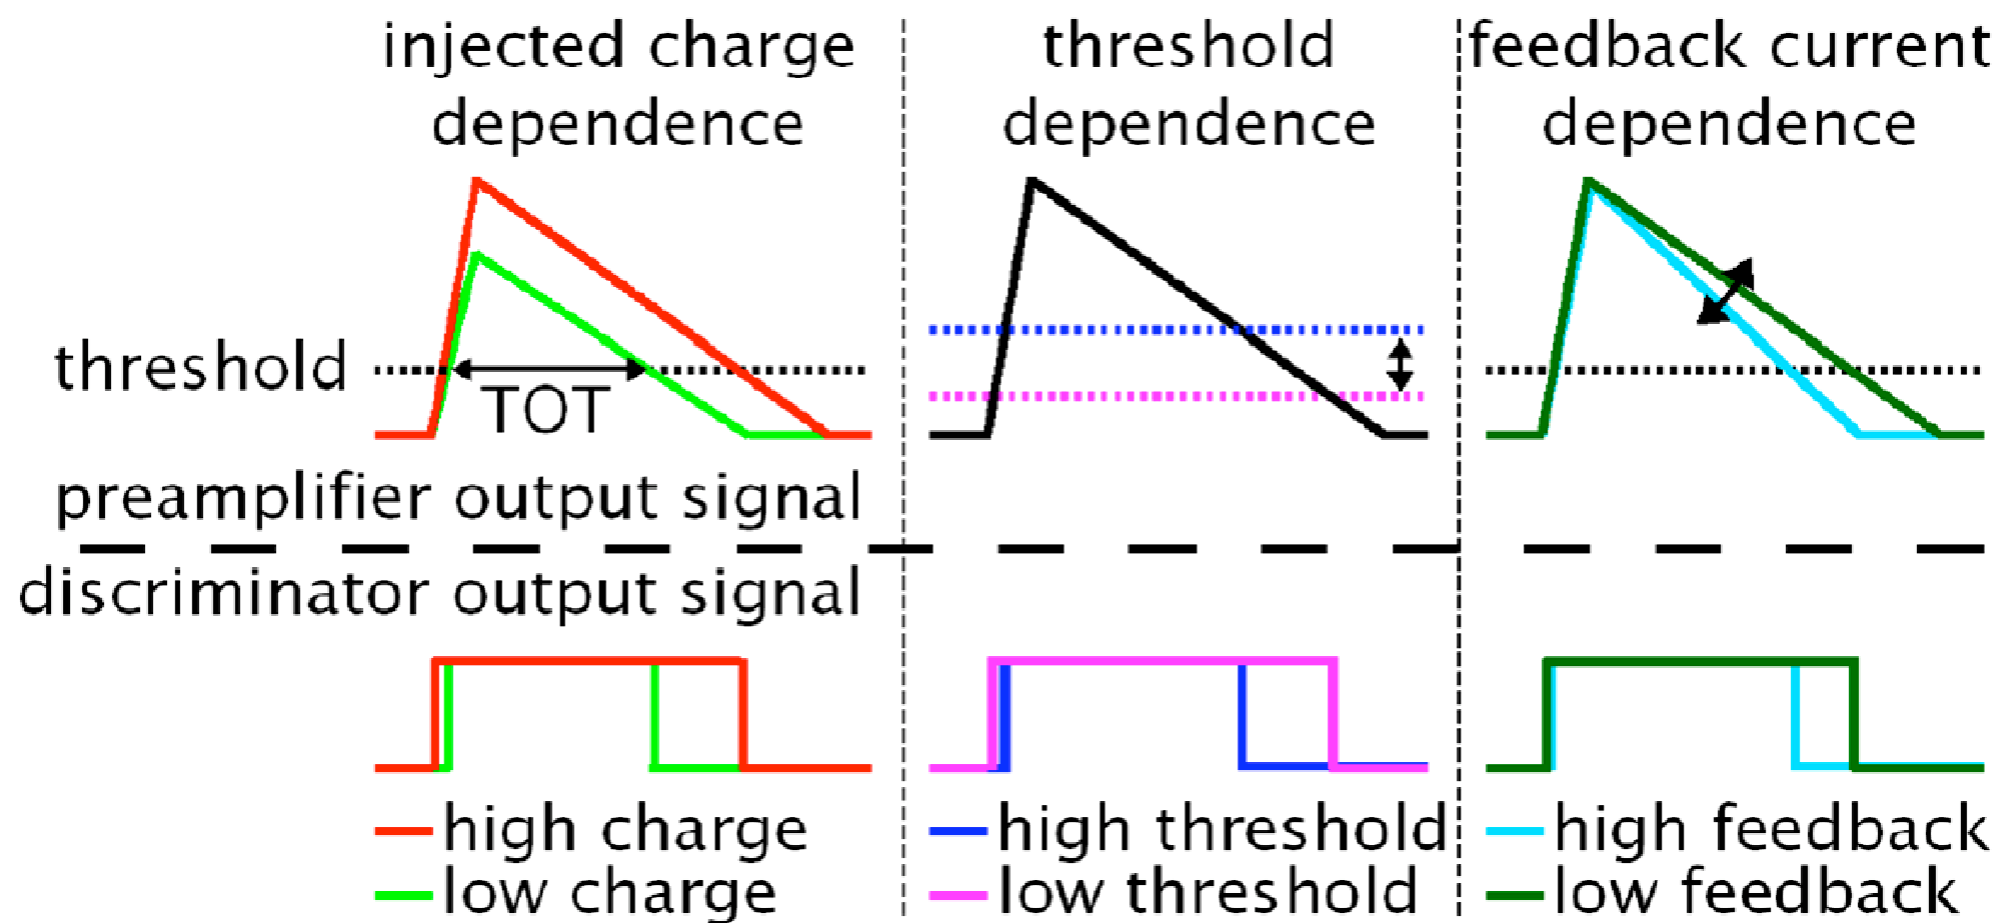 injected charge
dependence
threshold
dependence
feedback current
dependence
threshold
TOT
preamplifier output signal
discriminator output signal
high charge
low charge
high threshold
low threshold
high feedback
low feedback